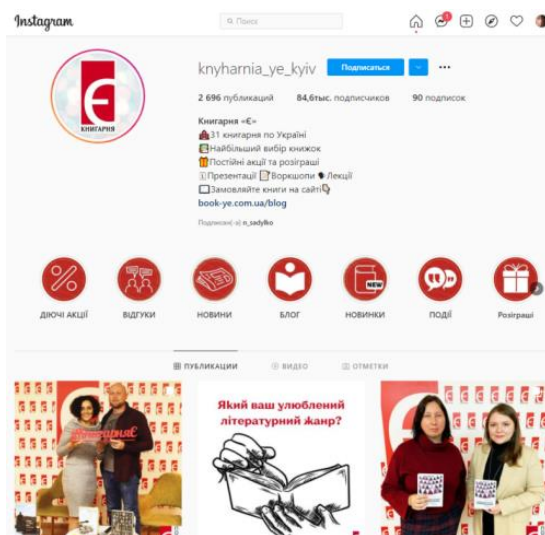 Instagram
Поиск
knyharnia_ye_kyiv Подписаться
2 696 публикаций 84,6тыс. подписчиков 90 подписок
Книгарня «Є»
31 книгарня по Україні
Найбільший вибір книжок
Постійні акції та розіграші
Презентації Воркшопи Лекції
Замовляйте книги на сайті
book-ye.com.ua/blog
Подписан(-а) n_sadylko
Є
КНИГАРНЯ
NEW
ДІЮЧІ АКЦІЇ ВІДГУКИ НОВИНИ БЛОГ НОВИНКИ ПОДІЇ Розіграші
ПУБЛИКАЦИИ ВИДЕО ОТМЕТКИ
#КнигарняЄ
Який ваш улюблений
літературний жанр?